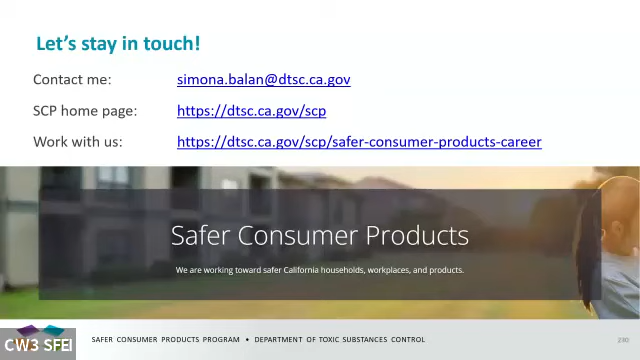 Let's stay in touch!
Contact me: simona.balan@dtsc.ca.gov
SCP home page: https://dtsc.ca.gov/scp
Work with us: https://dtsc.ca.gov/scp/safer-consumer-products-career
Safer Consumer Products
We are working toward safer California households, workplaces, and products.
CW3 SFEI
SAFER CONSUMER PRODUCTS PROGRAM • DEPARTMENT OF TOXIC SUBSTANCES CONTROL
230